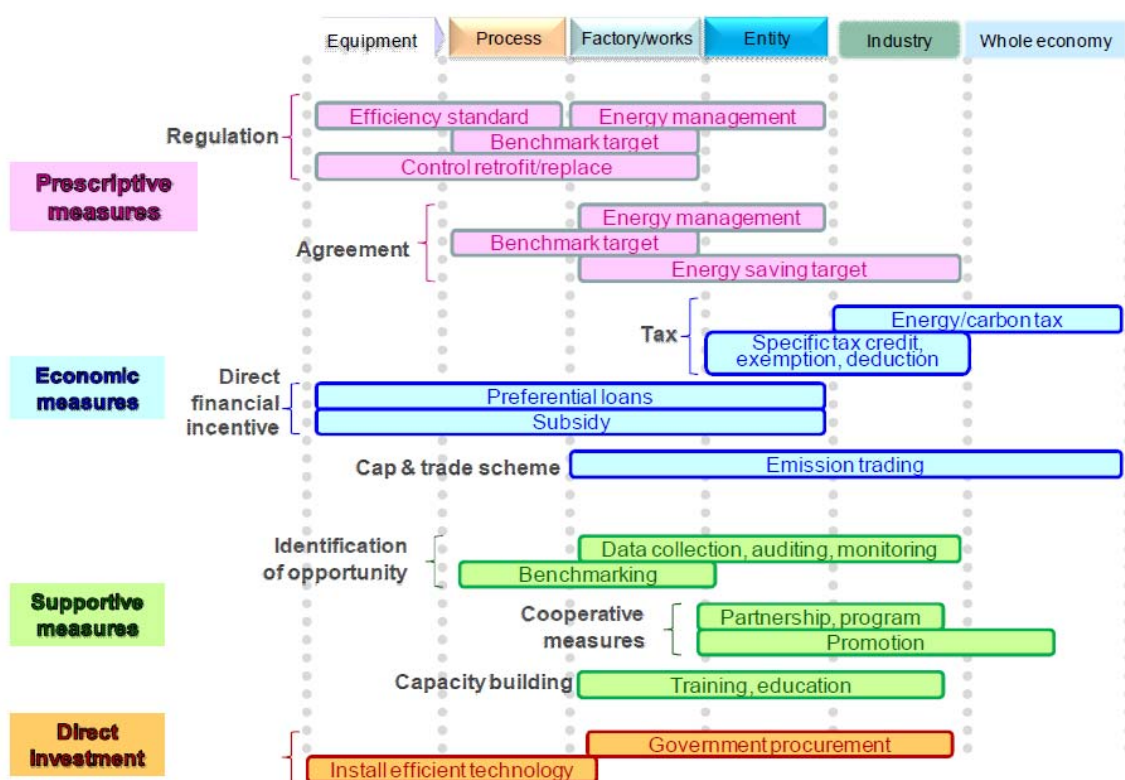 Equipment
Process
Factory/works
Entity
Industry
Whole economy
Efficiency standard
Energy management
Regulation
Benchmark target
Control retrofit/replace
Prescriptive
measures
Energy management
Agreement
Benchmark target
Energy saving target
Energy/carbon tax
Tax
Specific tax credit,
exemption, deduction
Economic
measures
Direct
financial
incentive
Preferential loans
Subsidy
Cap & trade scheme
Emission trading
Identification
of opportunity
Data collection, auditing, monitoring
Benchmarking
Supportive
measures
Cooperative
measures
Partnership, program
Promotion
Capacity building
Training, education
Direct
investment
Government procurement
Install efficient technology